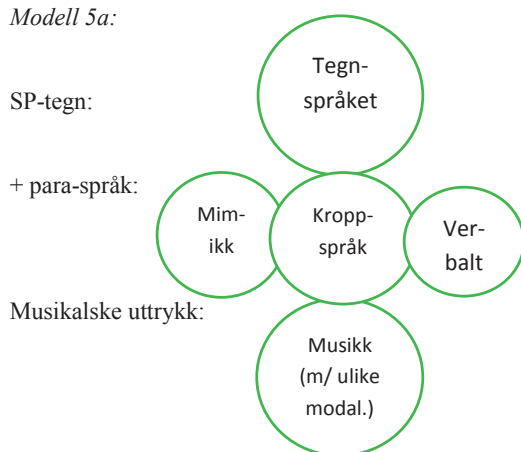 Modell 5a:
Tegn-
språket
SP-tegn:
+ para-språk:
Mim-
ikk
Kropp-
språk
Ver-
balt
Musikalske uttrykk:
Musikk
(m/ ulike
modal.)